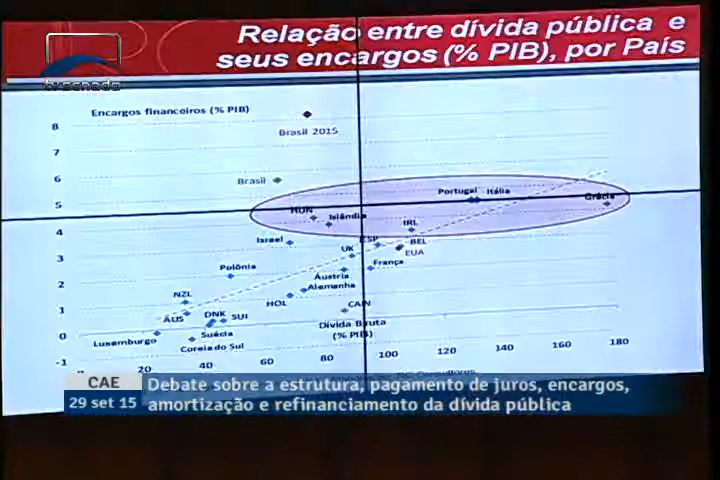 Relação entre dívida pública e
seus encargos (% PIB), por País
tv senado
Encargos financeiros (% PIB)
8
7
6
5
4
3
2
1
0
-1
Brasil 2015
Brasil
Portugal Itália
Grécia
HUN
Islândia
IRL
Israel
ESP
BEL
UK
EUA
França
Polônia
Áustria
Alemanha
NZL
HOL
CAN
AUS
DNK
SUI
Suécia
Luxemburgo
Coreia do Sul
Dívida Bruta
(% PIB)
20
40
60
80
100
120
140
160
180
CAE
29 set 15
Debate sobre a estrutura, pagamento de juros, encargos,
amortização e refinanciamento da dívida pública